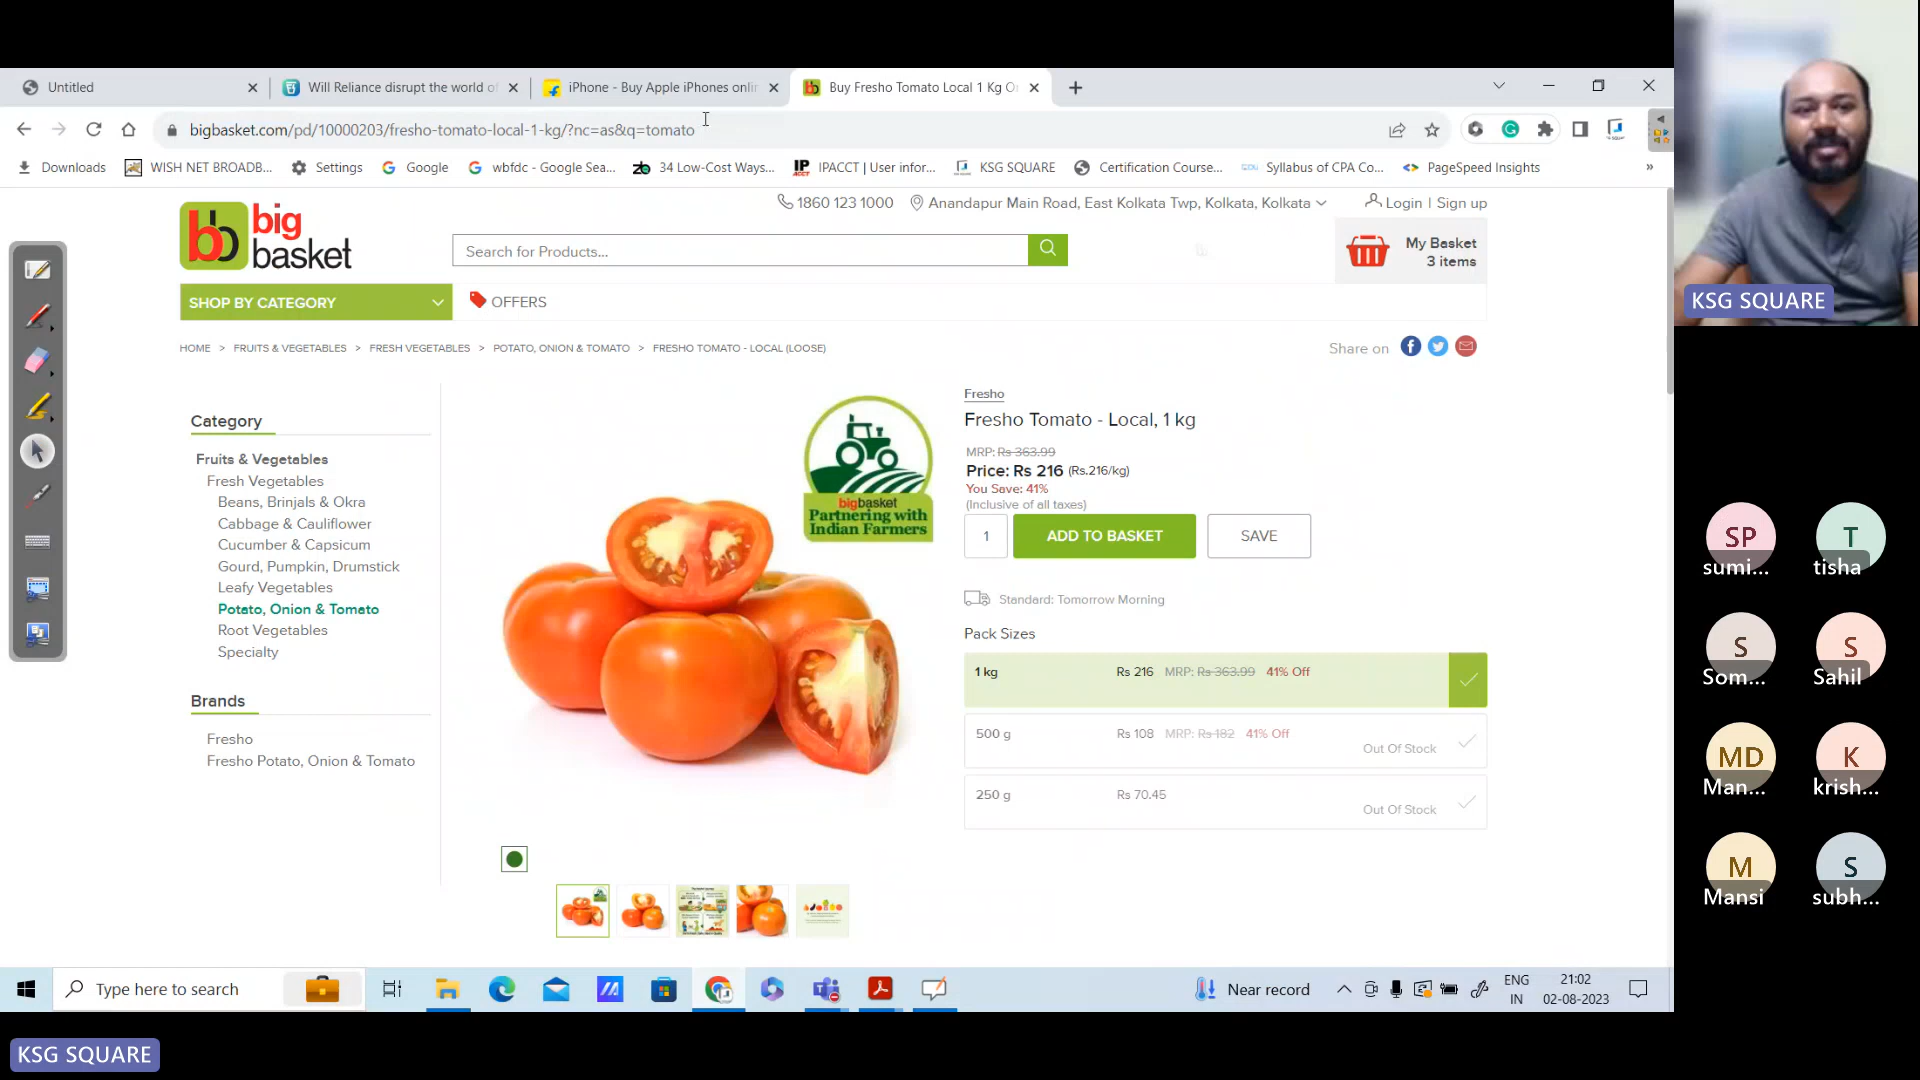 Untitled
Will Reliance disrupt the world of
iPhone - Buy Apple iPhones onlin
Buy Fresho Tomato Local 1 Kg O
bigbasket.com/pd/10000203/fresho-tomato-local-1-kg/?nc=as&q=tomato
Downloads
WISH NET BROADB...
Settings
Google
wbfdc - Google Sea...
34 Low-Cost Ways...
IPACCT | User infor...
KSG SQUARE
Certification Course...
Syllabus of CPA Co...
PageSpeed Insights
»
1860 123 1000
Anandapur Main Road, East Kolkata Twp, Kolkata, Kolkata
Login | Sign up
bb big
basket
Search for Products...
My Basket
3 items
SHOP BY CATEGORY
OFFERS
HOME > FRUITS & VEGETABLES > FRESH VEGETABLES > POTATO, ONION & TOMATO > FRESHO TOMATO - LOCAL (LOOSE)
Share on
Category
Fruits & Vegetables
Fresh Vegetables
Beans, Brinjals & Okra
Cabbage & Cauliflower
Cucumber & Capsicum
Gourd, Pumpkin, Drumstick
Leafy Vegetables
Potato, Onion & Tomato
Root Vegetables
Specialty
Brands
Fresho
Fresho Potato, Onion & Tomato
bigbasket
Partnering with
Indian Farmers
Fresho
Fresho Tomato - Local, 1 kg
MRP: Rs 363.99
Price: Rs 216 (Rs.216/kg)
You Save: 41%
(Inclusive of all taxes)
1
ADD TO BASKET
SAVE
Standard: Tomorrow Morning
Pack Sizes
1 kg Rs 216 MRP: Rs 363.99 41% Off
500 g Rs 108 MRP: Rs 182 41% Off
Out Of Stock
250 g Rs 70.45
Out Of Stock
Type here to search
Near record
ENG
IN
21:02
02-08-2023
KSG SQUARE
KSG SQUARE
SP
sumi...
T
tisha
S
Som...
S
Sahil
MD
Man...
K
krish...
M
Mansi
S
subh...